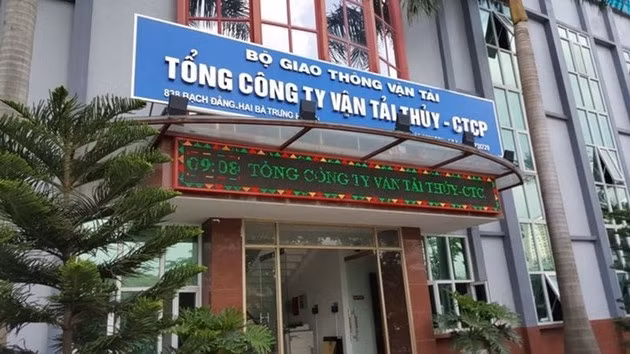 BỘ GIAO THÔNG VẬN TẢI
TỔNG CÔNG TY VẬN TẢI THỦY - CTCP
838 BẠCH ĐẰNG. HAI BÀ TRƯNG
09:08 TỔNG CÔNG TY VẬN TẢI THỦY-CTC